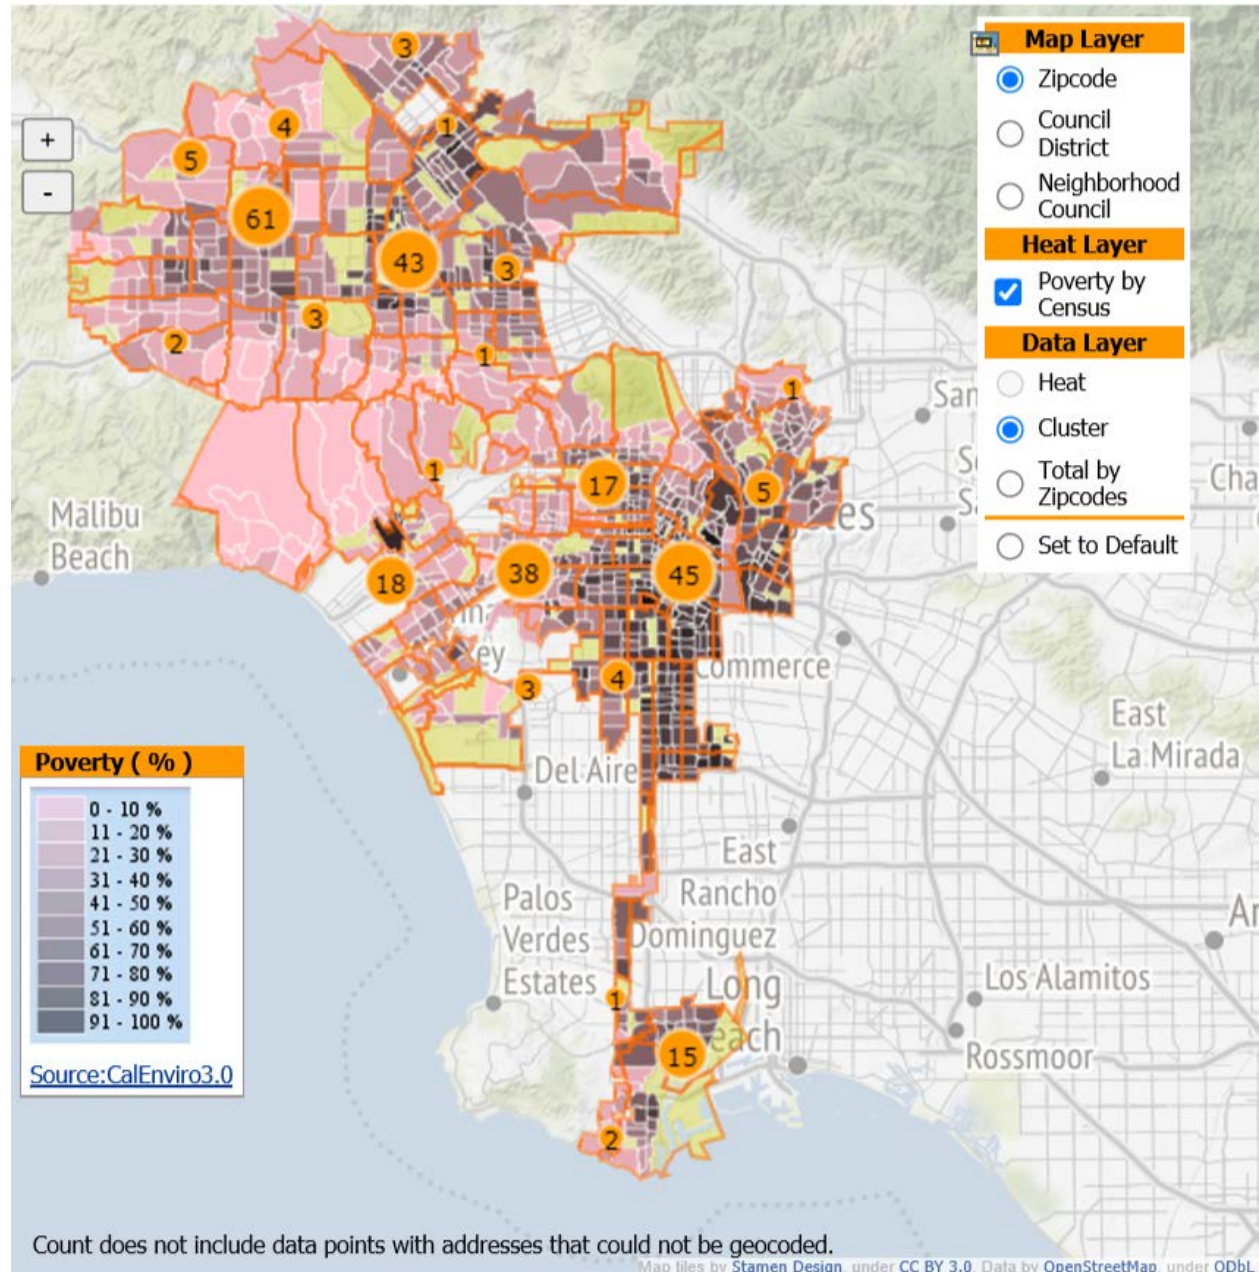 3
Map Layer
Zipcode
Council
District
Neighborhood
Council
Heat Layer
Poverty by
Census
Data Layer
Heat
Cluster
Total by
Zipcodes
Set to Default
+
-
4
1
5
61
43
3
3
2
1
1
San
1
17
5
es
Cha
Malibu
Beach
18
38
45
ey
Commerce
3
4
East
La Mirada
Del Aire
Poverty ( % )
0 - 10 %
11 - 20 %
21 - 30 %
31 - 40 %
41 - 50 %
51 - 60 %
61 - 70 %
71 - 80 %
81 - 90 %
91 - 100 %
Source:CalEnviro3.0
East
Rancho
Dominguez
Palos
Verdes
Estates
1
Long
each
15
Los Alamitos
Rossmoor
Ar
2
Count does not include data points with addresses that could not be geocoded.
Map tiles by Stamen Design, under CC BY 3.0. Data by OpenStreetMap, under ODbL